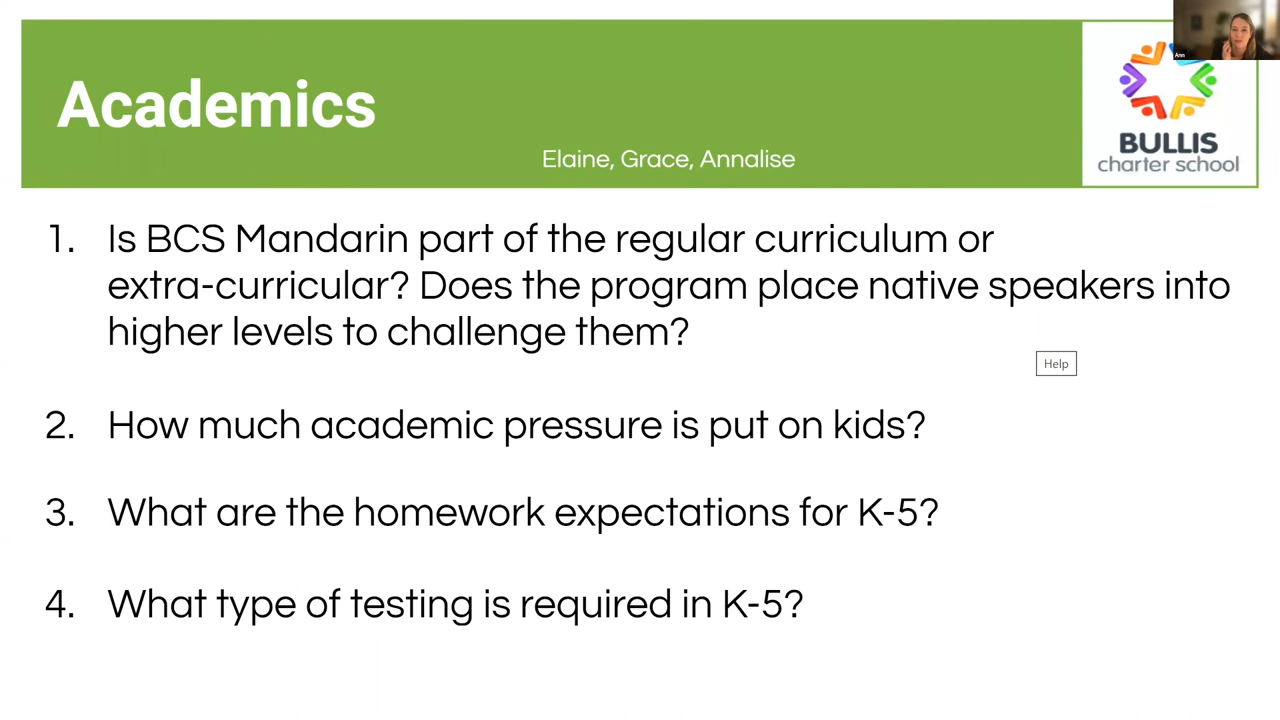 Academics
Elaine, Grace, Annalise
Ann
BULLIS
charter school
1. Is BCS Mandarin part of the regular curriculum or
extra-curricular? Does the program place native speakers into
higher levels to challenge them?
Help
2. How much academic pressure is put on kids?
3. What are the homework expectations for K-5?
4. What type of testing is required in K-5?